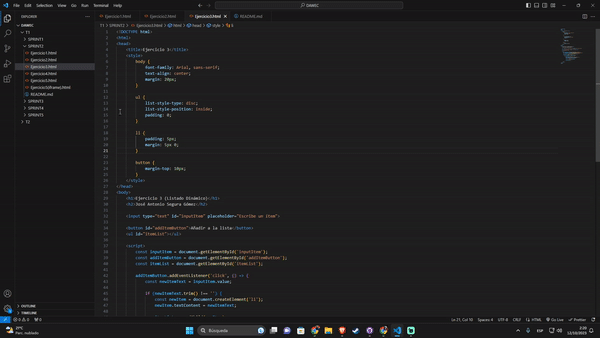 File Edit Selection View Go Run Terminal Help
DAWEC
EXPLORER
Ejercicio1.html
Ejercicio2.html
Ejercicio3.html
README.md
DAWEC
T1
SPRINT1
SPRINT2
Ejercicio1.html
Ejercicio2.html
Ejercicio3.html
Ejercicio4.html
Ejercicio5.html
README.md
SPRINT3
SPRINT4
SPRINT5
T2
OUTLINE
TIMELINE
T1 > SPRINT2 > Ejercicio3.html > html > head > style
<!DOCTYPE html>
<html>
<head>
<title>Ejercicio 3</title>
<style>
body {
font-family: Arial, sans-serif;
text-align: center;
margin: 20px;
}
ul {
list-style-type: disc;
list-style-position: inside;
padding: 0;
}
li {
padding: 5px;
margin: 5px 0;
}
button {
margin-top: 10px;
}
</style>
</head>
<body>
<h1>Ejercicio 3 (Listado Dinámico)</h1>
<h2>José Antonio Segura Gómez</h2>
<input type="text" id="inputItem" placeholder="Escribe un ítem">
<button id="addItemButton">Añadir a la lista</button>
<ul id="itemList"></ul>
<script>
const inputItem = document.getElementById('inputItem');
const addItemButton = document.getElementById('addItemButton');
const itemList = document.getElementById('itemList');
addItemButton.addEventListener('click', () => {
const newItemText = inputItem.value;
if (newItemText.trim() !== '') {
const newItem = document.createElement('li');
newItem.textContent = newItemText;
Ln 21, Col 10 Spaces: 4 UTF-8 CRLF HTML Go Live Prettier
21°C
Parc. nublado
Búsqueda
ESP
2:20
12/10/2023